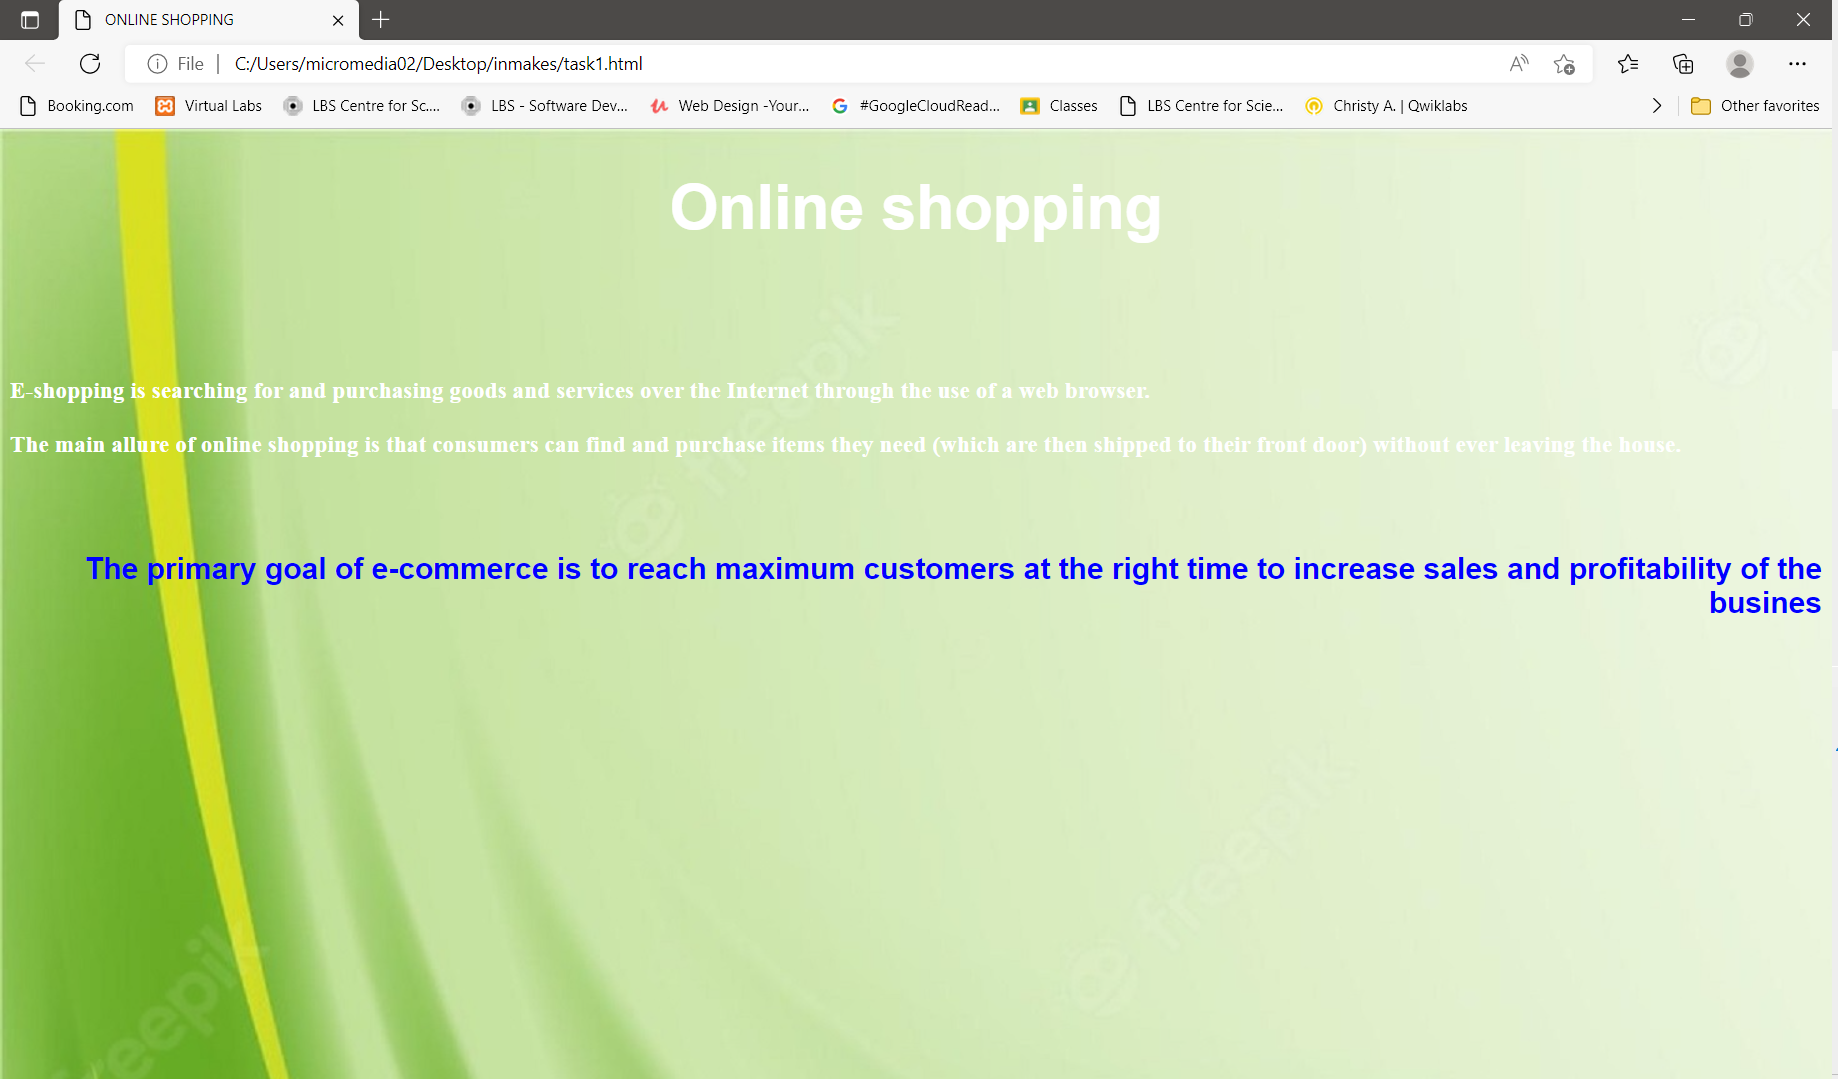 ONLINE SHOPPING
File
C:/Users/micromedia02/Desktop/inmakes/task1.html
Booking.com
Virtual Labs
LBS Centre for Sc....
LBS - Software Dev...
Web Design -Your...
#GoogleCloudRead...
Classes
LBS Centre for Scie...
Christy A. | Qwiklabs
Other favorites
Online shopping
E-shopping is searching for and purchasing goods and services over the Internet through the use of a web browser.
The main allure of online shopping is that consumers can find and purchase items they need (which are then shipped to their front door) without ever leaving the house.
The primary goal of e-commerce is to reach maximum customers at the right time to increase sales and profitability of the
busines
freepik
freepik
freepik